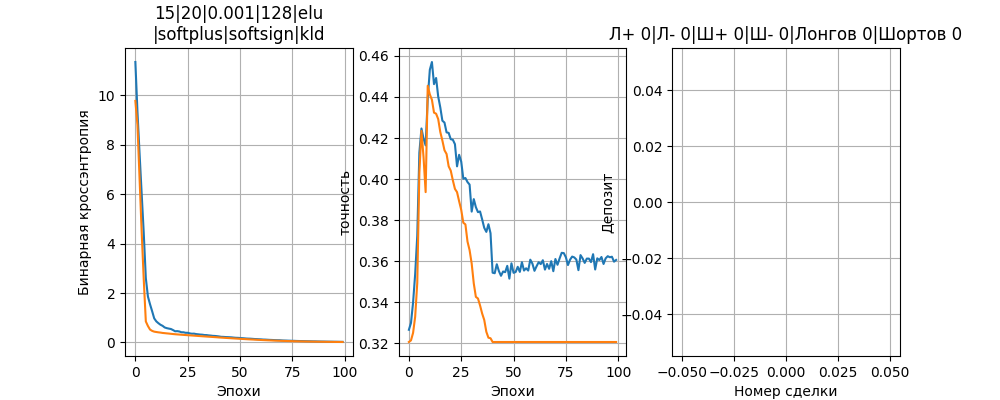 15|20|0.001|128|elu
|softplus|softsign|kld
Л+ 0|Л- 0|Ш+ 0|Ш- 0|Лонгов 0|Шортов 0
Бинарная кроссэнтропия
10
8
6
4
2
0
0 25 50 75 100
Эпохи
точность
0.46
0.44
0.42
0.40
0.38
0.36
0.34
0.32
0 25 50 75 100
Эпохи
Депозит
0.04
0.02
0.00
−0.02
−0.04
−0.050 −0.025 0.000 0.025 0.050
Номер сделки